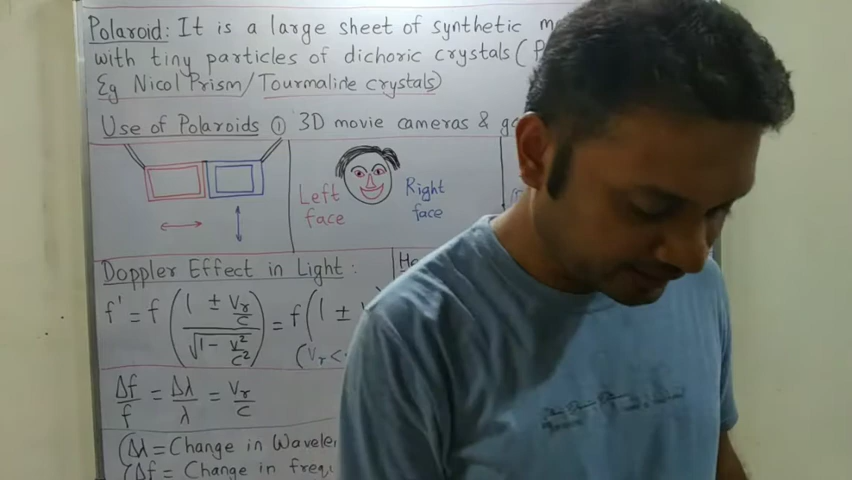 Polaroid: It is a large sheet of synthetic
with tiny particles of dichoric crystals (
Eg Nicol Prism/Tourmaline crystals)
Use of Polaroids ① 3D movie cameras &
Left face
Right face
Doppler Effect in Light:
f' = f ( (1 ± Vr/c) / √(1 - v²/c²) ) = f (1 ±
(Vr <
Δf/f = Δλ/λ = Vr/c
(Δλ = Change in
(Δf = Change in